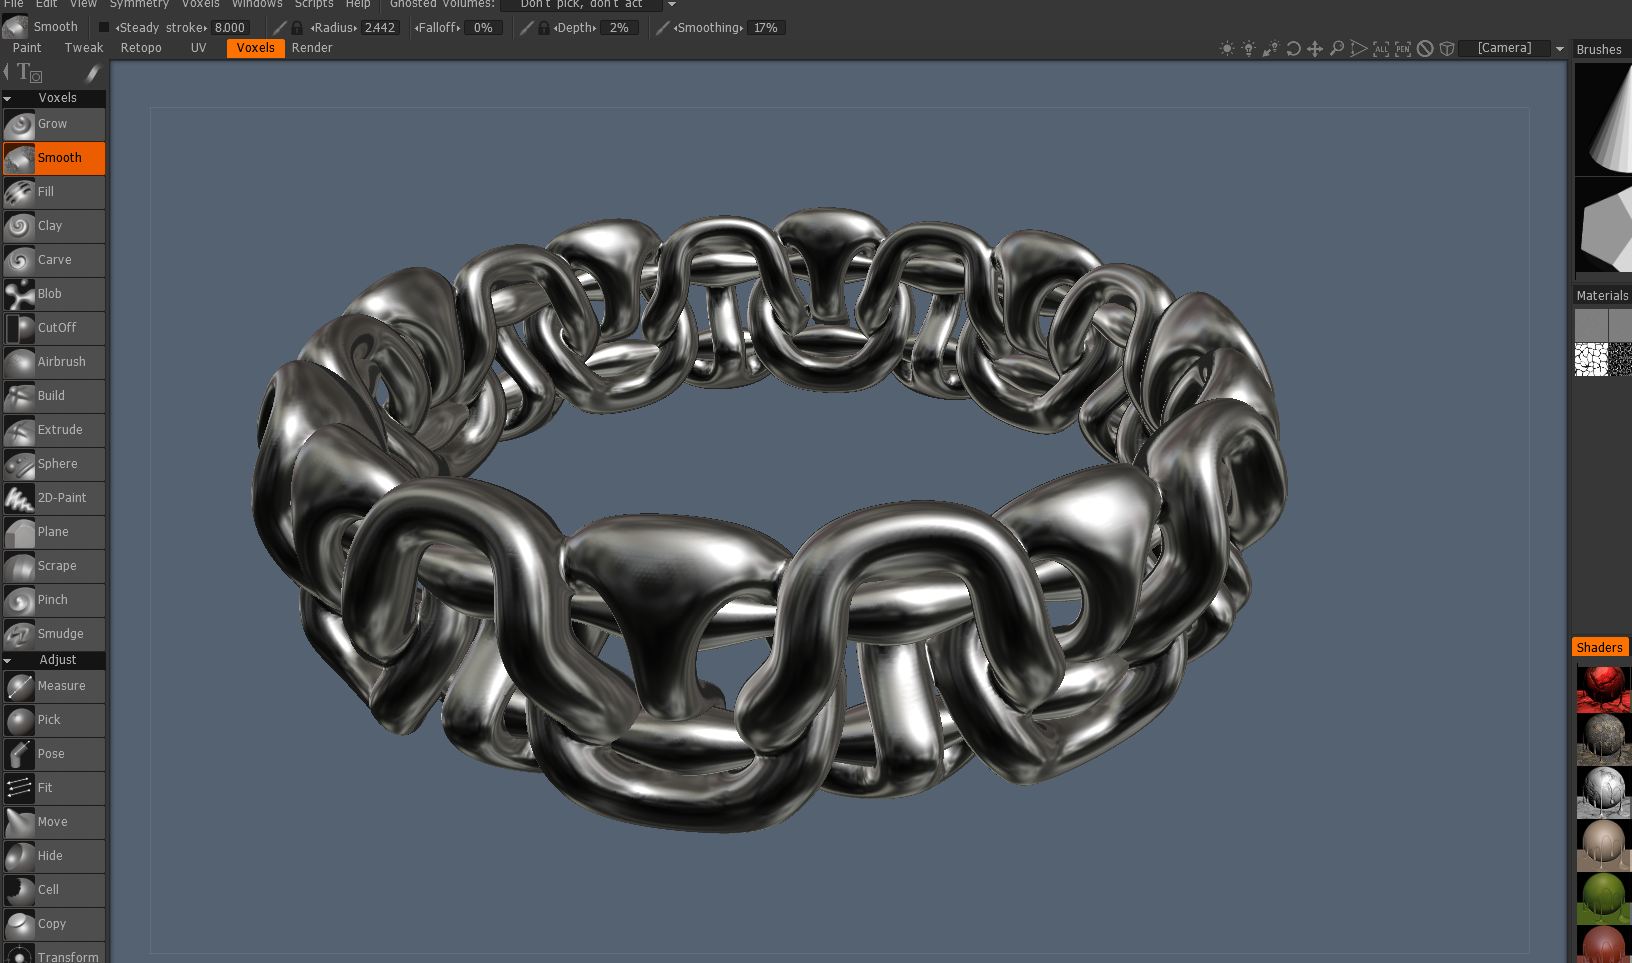 File Edit View Symmetry Voxels Windows Scripts Help Ghosted Volumes: Don't pick, don't act
Smooth Steady stroke 8.000 Radius 2.442 Falloff 0% Depth 2% Smoothing 17%
Paint Tweak Retopo UV Voxels Render ALL PEN [Camera] Brushes
T
Voxels
Grow
Smooth
Fill
Clay
Carve
Blob
CutOff
Airbrush
Build
Extrude
Sphere
2D-Paint
Plane
Scrape
Pinch
Smudge
Adjust
Measure
Pick
Pose
Fit
Move
Hide
Cell
Copy
Transform
Materials
Shaders